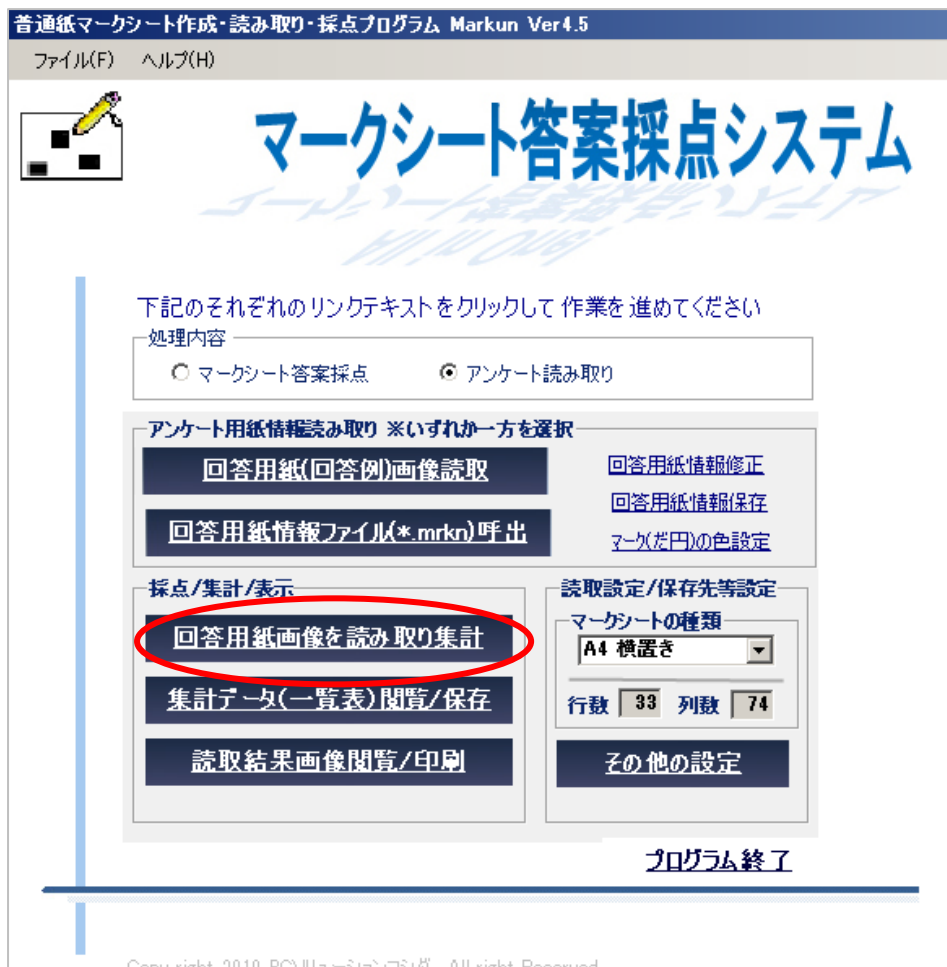 普通紙マークシート作成・読み取り・採点プログラム Markun Ver4.5
ファイル(F) ヘルプ(H)
マークシート答案採点システム
下記のそれぞれのリンクテキストをクリックして作業を進めてください
処理内容
マークシート答案採点 アンケート読み取り
アンケート用紙情報読み取り ※いずれか一方を選択
回答用紙(回答例)画像読取
回答用紙情報修正
回答用紙情報保存
回答用紙情報ファイル(*.mrkn)呼出
マーク(だ円)の色設定
採点/集計/表示
回答用紙画像を読み取り集計
集計データ(一覧表)閲覧/保存
読取結果画像閲覧/印刷
読取設定/保存先等設定
マークシートの種類
A4 横置き
行数 33 列数 74
その他の設定
プログラム終了
All right Reserved